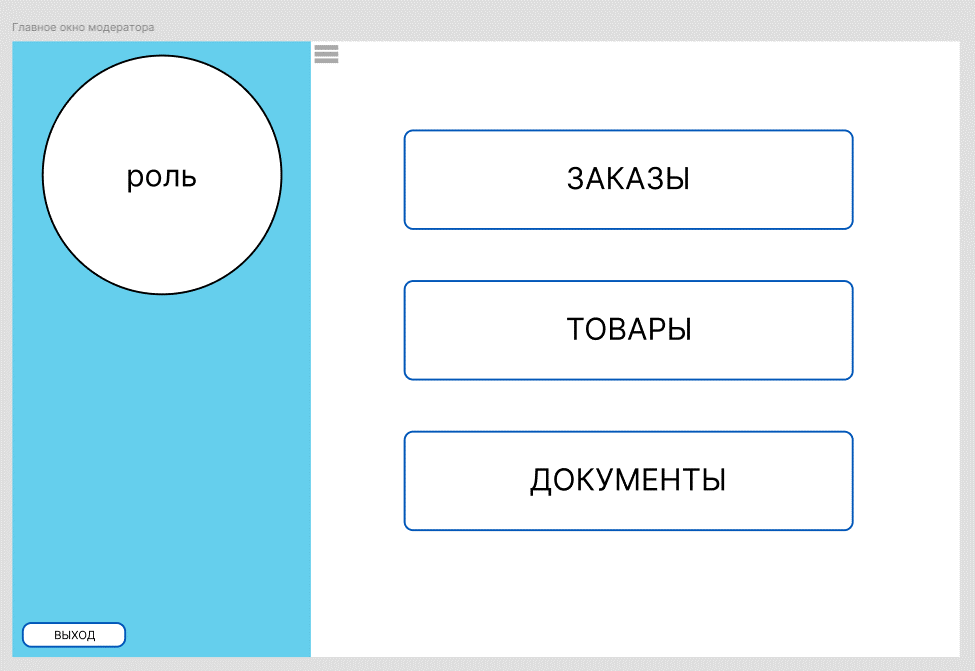 Главное окно модератора
роль
ЗАКАЗЫ
ТОВАРЫ
ДОКУМЕНТЫ
ВЫХОД